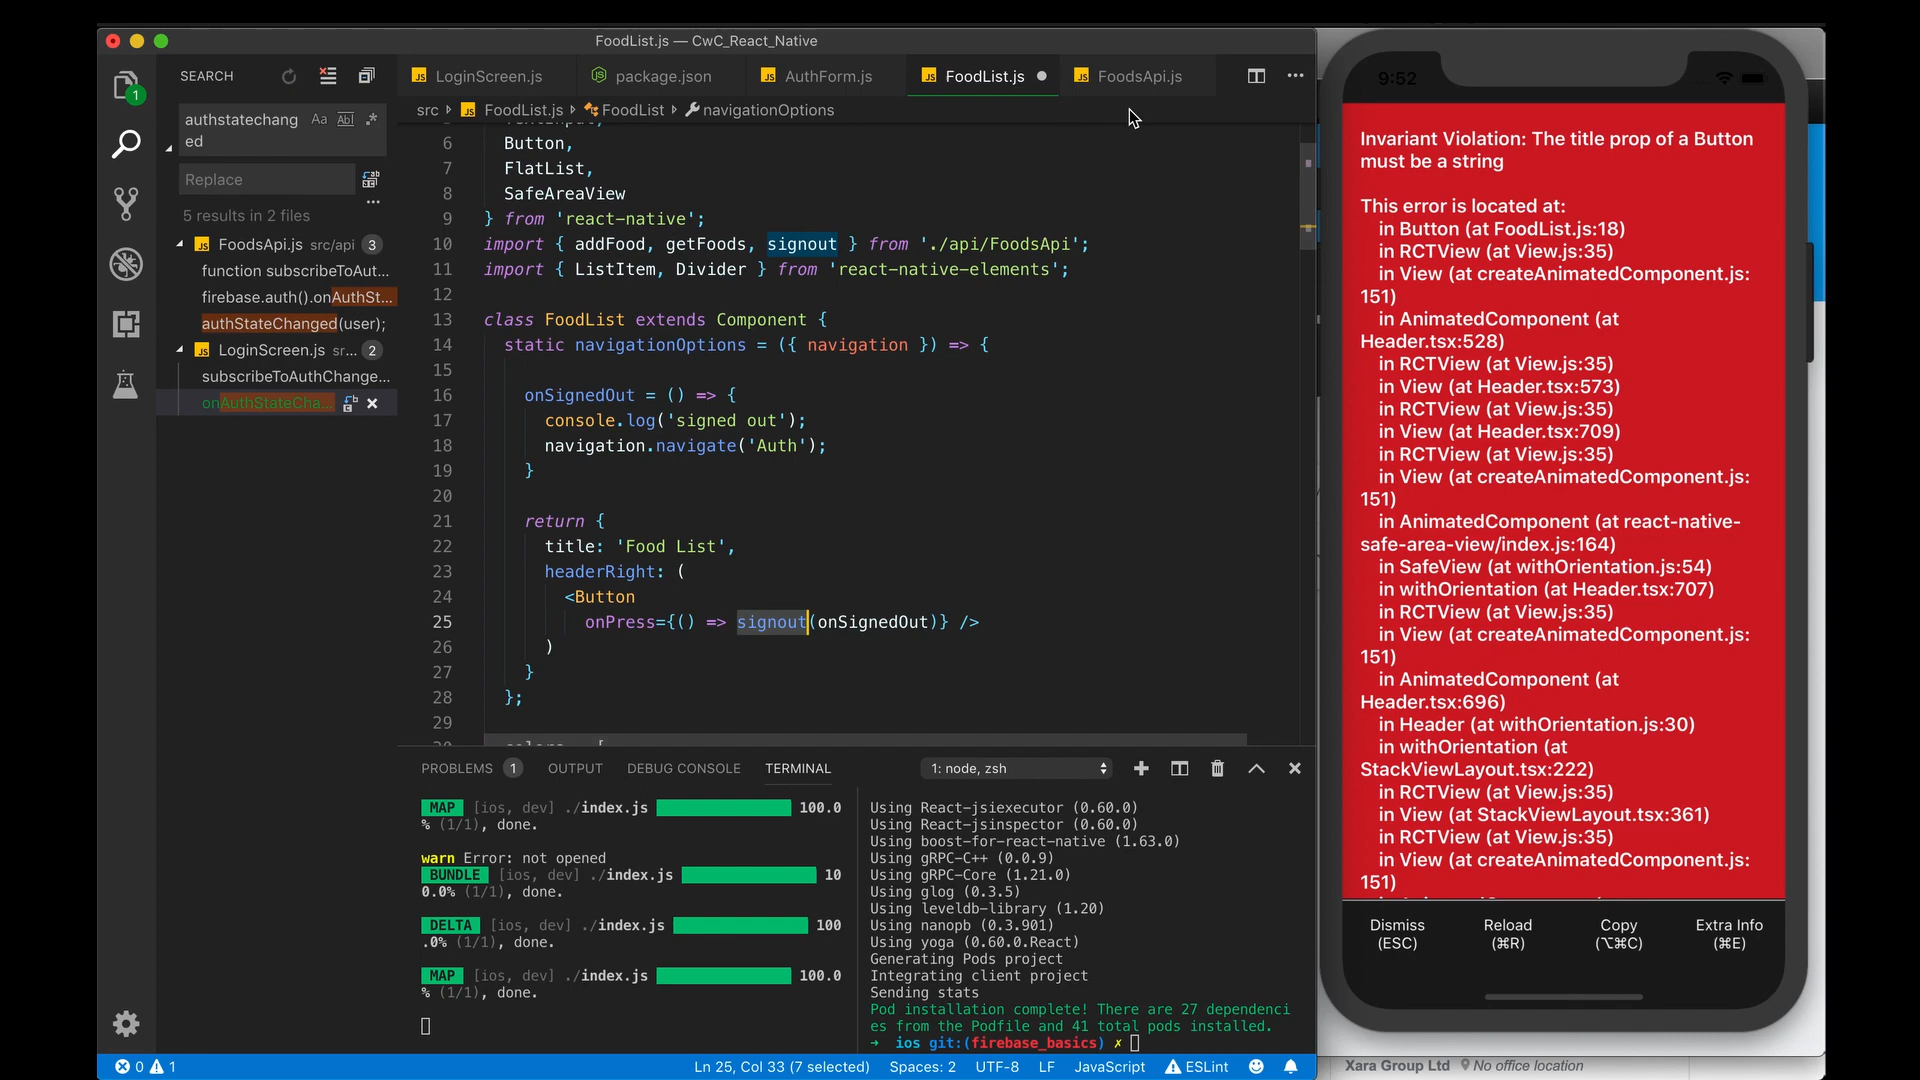 FoodList.js — CwC_React_Native
SEARCH
1
authstatechang
ed
Aa
Replace
5 results in 2 files
FoodsApi.js src/api 3
function subscribeToAut...
firebase.auth().onAuthSt...
authStateChanged(user);
LoginScreen.js sr... 2
subscribeToAuthChange...
onAuthStateCha...
LoginScreen.js
package.json
AuthForm.js
FoodList.js
FoodsApi.js
src FoodList.js FoodList navigationOptions
6 Button,
7 FlatList,
8 SafeAreaView
9 } from 'react-native';
10 import { addFood, getFoods, signout } from './api/FoodsApi';
11 import { ListItem, Divider } from 'react-native-elements';
12
13 class FoodList extends Component {
14 static navigationOptions = ({ navigation }) => {
15
16 onSignedOut = () => {
17 console.log('signed out');
18 navigation.navigate('Auth');
19 }
20
21 return {
22 title: 'Food List',
23 headerRight: (
24 <Button
25 onPress={() => signout(onSignedOut)} />
26 )
27 }
28 };
29
PROBLEMS 1 OUTPUT DEBUG CONSOLE TERMINAL
1: node, zsh
MAP [ios, dev] ./index.js 100.0
% (1/1), done.
warn Error: not opened
BUNDLE [ios, dev] ./index.js 10
0.0% (1/1), done.
DELTA [ios, dev] ./index.js 100
.0% (1/1), done.
MAP [ios, dev] ./index.js 100.0
% (1/1), done.
Using React-jsiexecutor (0.60.0)
Using React-jsinspector (0.60.0)
Using boost-for-react-native (1.63.0)
Using gRPC-C++ (0.0.9)
Using gRPC-Core (1.21.0)
Using glog (0.3.5)
Using leveldb-library (1.20)
Using nanopb (0.3.901)
Using yoga (0.60.0.React)
Generating Pods project
Integrating client project
Sending stats
Pod installation complete! There are 27 dependenci
es from the Podfile and 41 total pods installed.
➜ ios git:(firebase_basics) ✗
0 1
Ln 25, Col 33 (7 selected) Spaces: 2 UTF-8 LF JavaScript ESLint
9:52
Invariant Violation: The title prop of a Button
must be a string
This error is located at:
in Button (at FoodList.js:18)
in RCTView (at View.js:35)
in View (at createAnimatedComponent.js:
151)
in AnimatedComponent (at
Header.tsx:528)
in RCTView (at View.js:35)
in View (at Header.tsx:573)
in RCTView (at View.js:35)
in View (at Header.tsx:709)
in RCTView (at View.js:35)
in View (at createAnimatedComponent.js:
151)
in AnimatedComponent (at react-native-
safe-area-view/index.js:164)
in SafeView (at withOrientation.js:54)
in withOrientation (at Header.tsx:707)
in RCTView (at View.js:35)
in View (at createAnimatedComponent.js:
151)
in AnimatedComponent (at
Header.tsx:696)
in Header (at withOrientation.js:30)
in withOrientation (at
StackViewLayout.tsx:222)
in RCTView (at View.js:35)
in View (at StackViewLayout.tsx:361)
in RCTView (at View.js:35)
in View (at createAnimatedComponent.js:
151)
Dismiss Reload Copy Extra Info
(ESC) (⌘R) (⌥⌘C) (⌘E)
Xara Group Ltd No office location